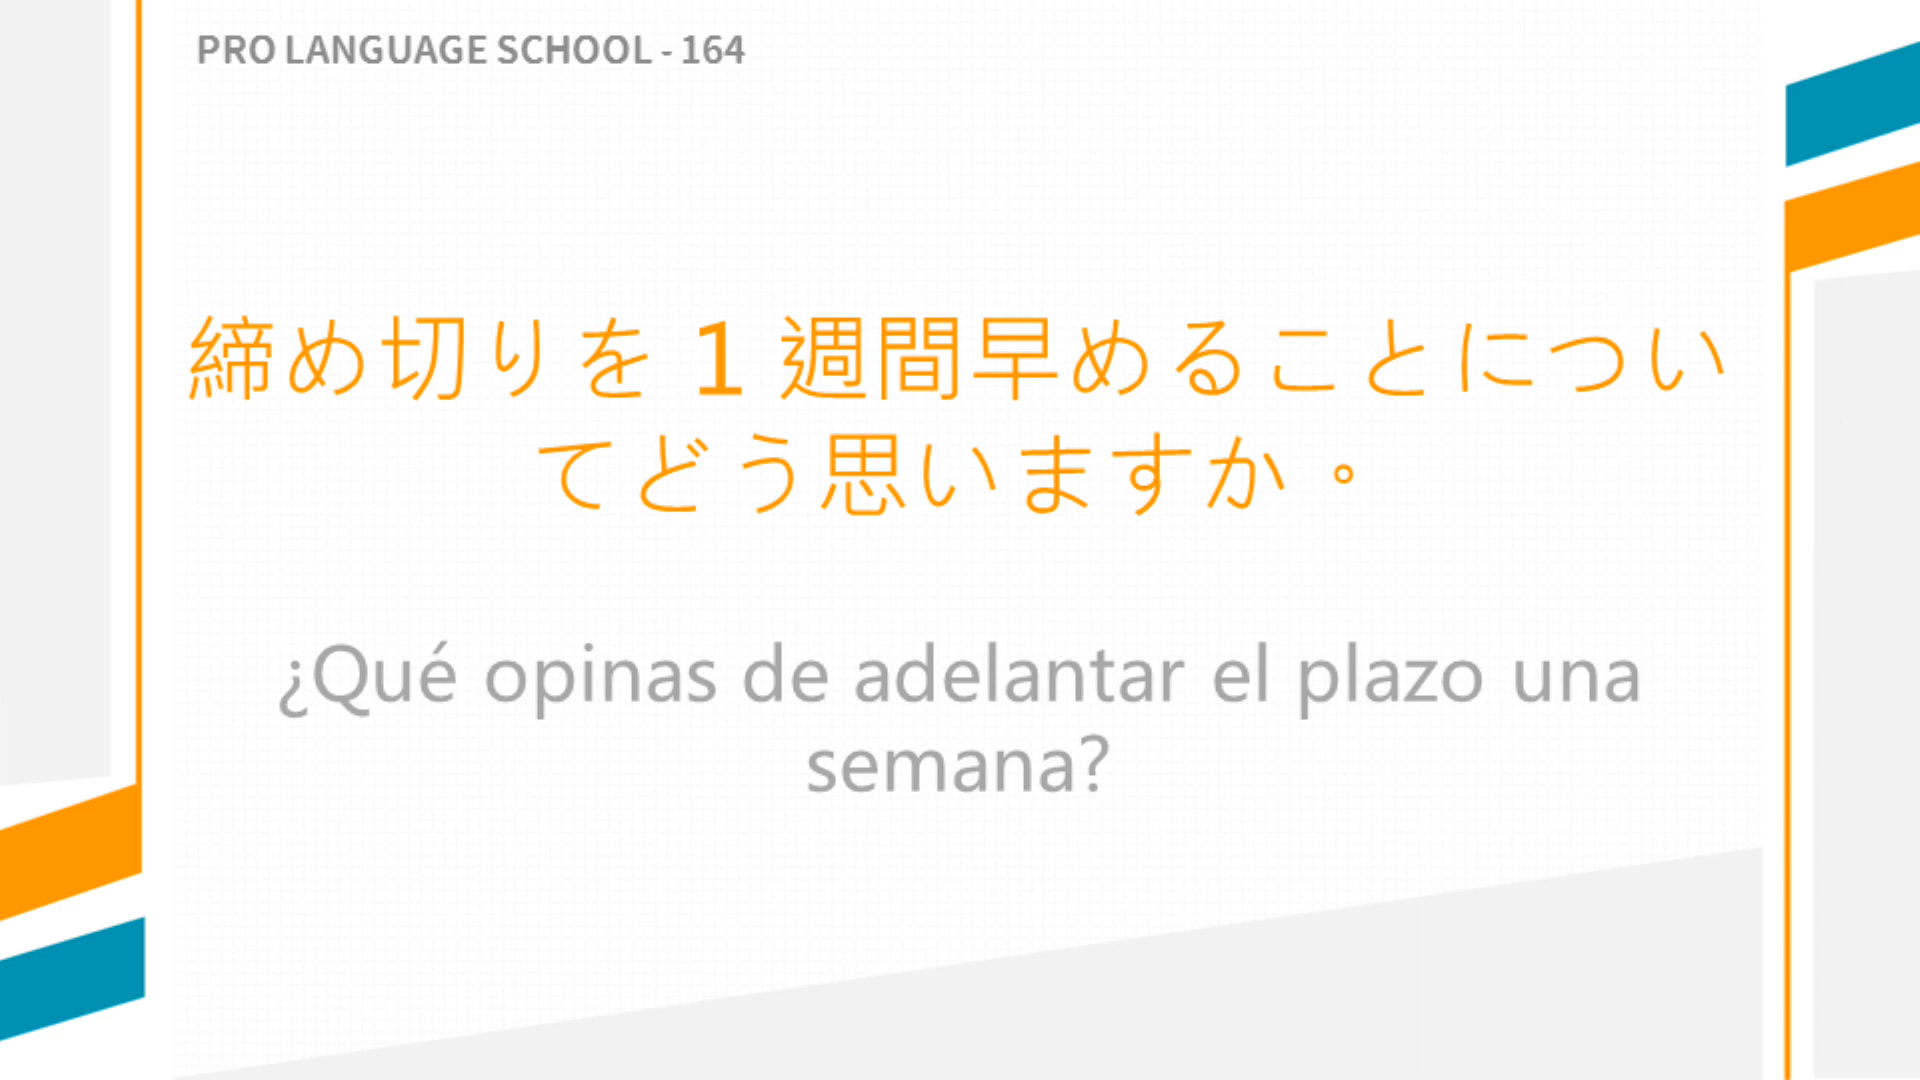 PRO LANGUAGE SCHOOL - 164
締め切りを 1 週間早めることについ
てどう思いますか。
¿Qué opinas de adelantar el plazo una
semana?